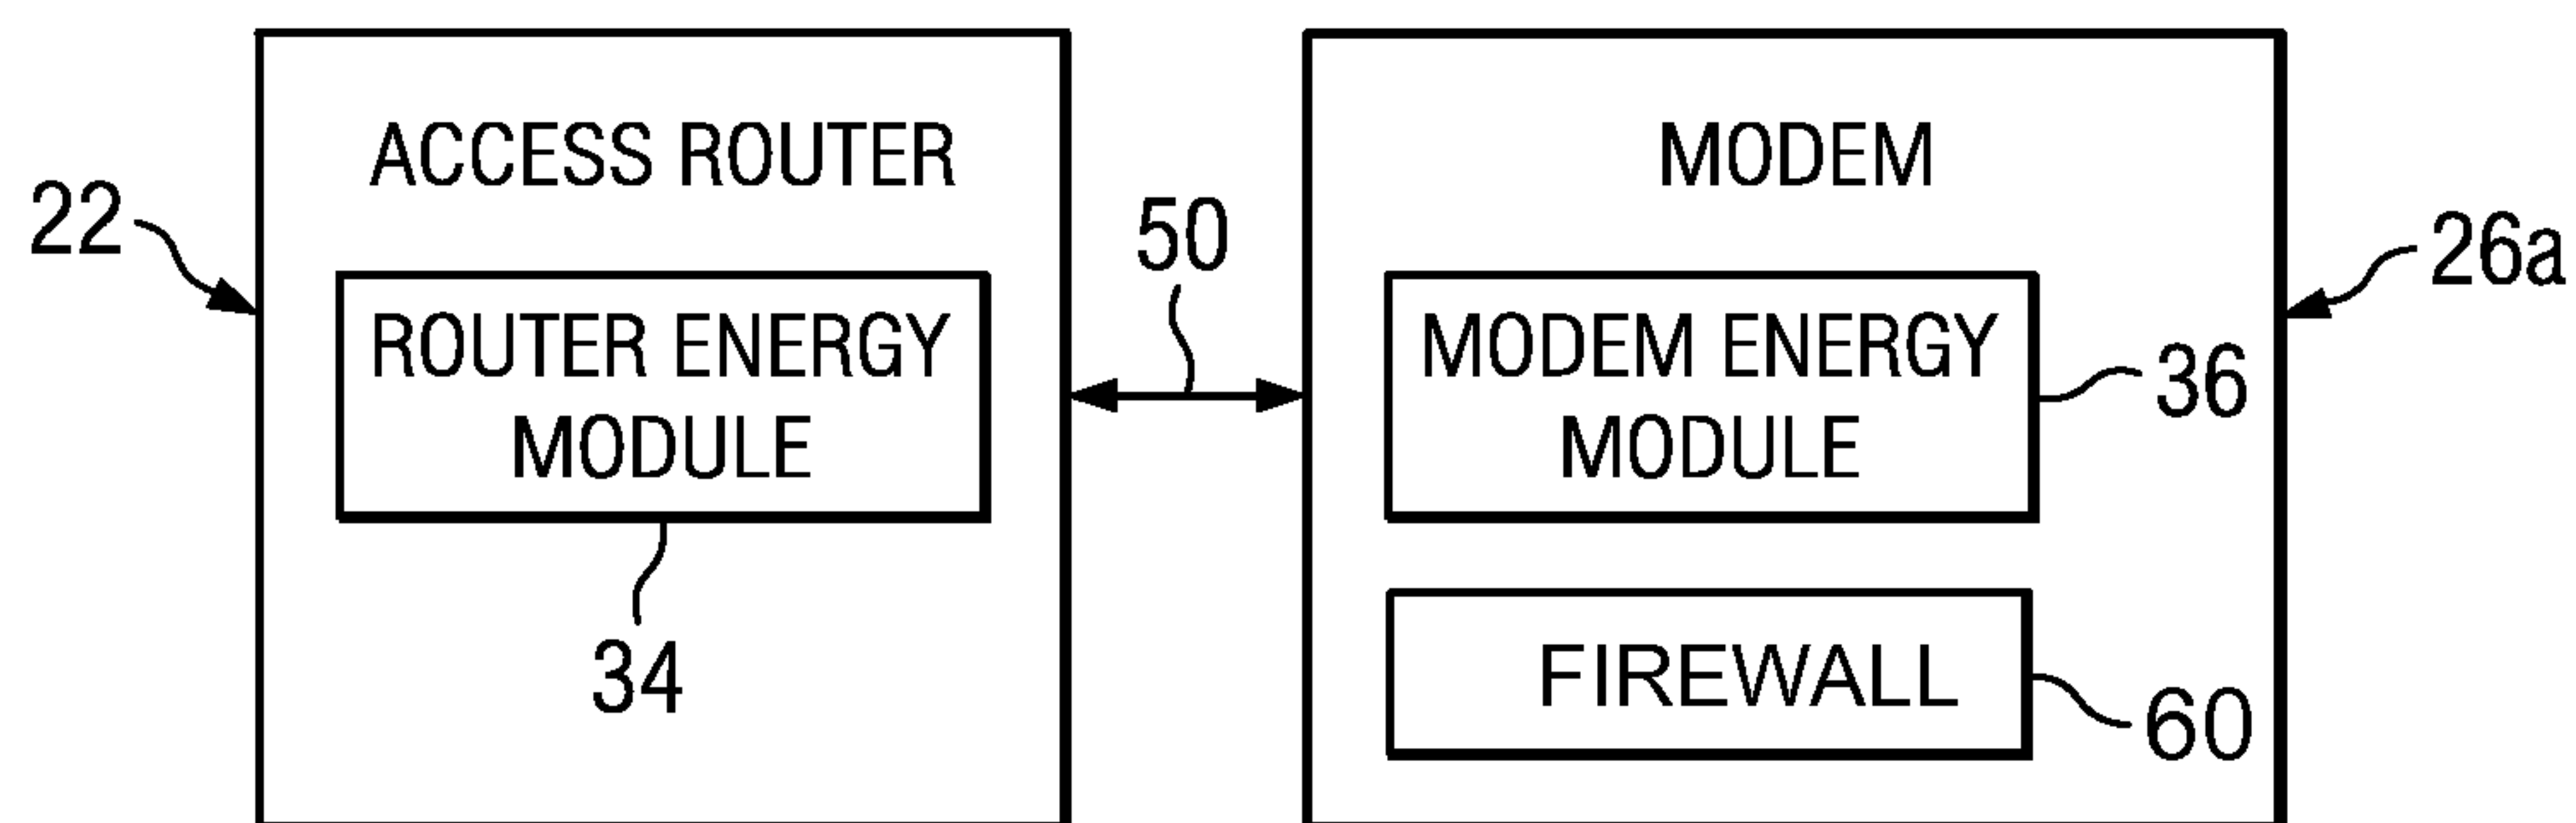 ACCESS ROUTER
MODEM
22
50
26a
ROUTER ENERGY
MODULE
MODEM ENERGY
MODULE
36
34
FIREWALL
60